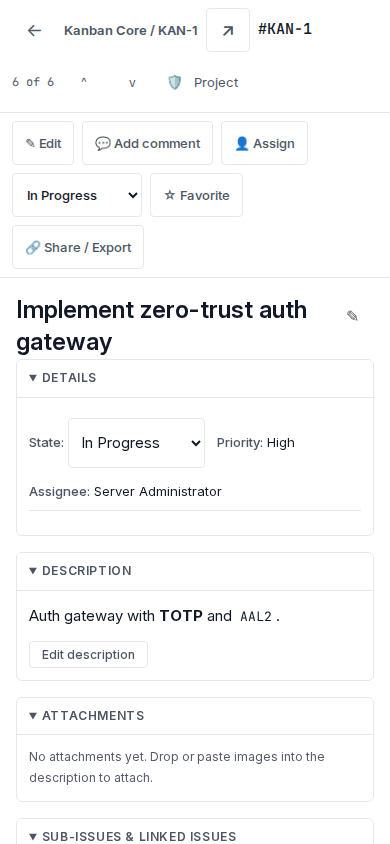 ← Kanban Core / KAN-1 ↗ #KAN-1
6 of 6 ^ v 🛡️ Project
✎ Edit 💬 Add comment 👤 Assign
In Progress ☆ Favorite
🔗 Share / Export
Implement zero-trust auth ✎
gateway
▼ DETAILS
State: In Progress Priority: High
Assignee: Server Administrator
▼ DESCRIPTION
Auth gateway with TOTP and AAL2.
Edit description
▼ ATTACHMENTS
No attachments yet. Drop or paste images into the
description to attach.
▼ SUB-ISSUES & LINKED ISSUES